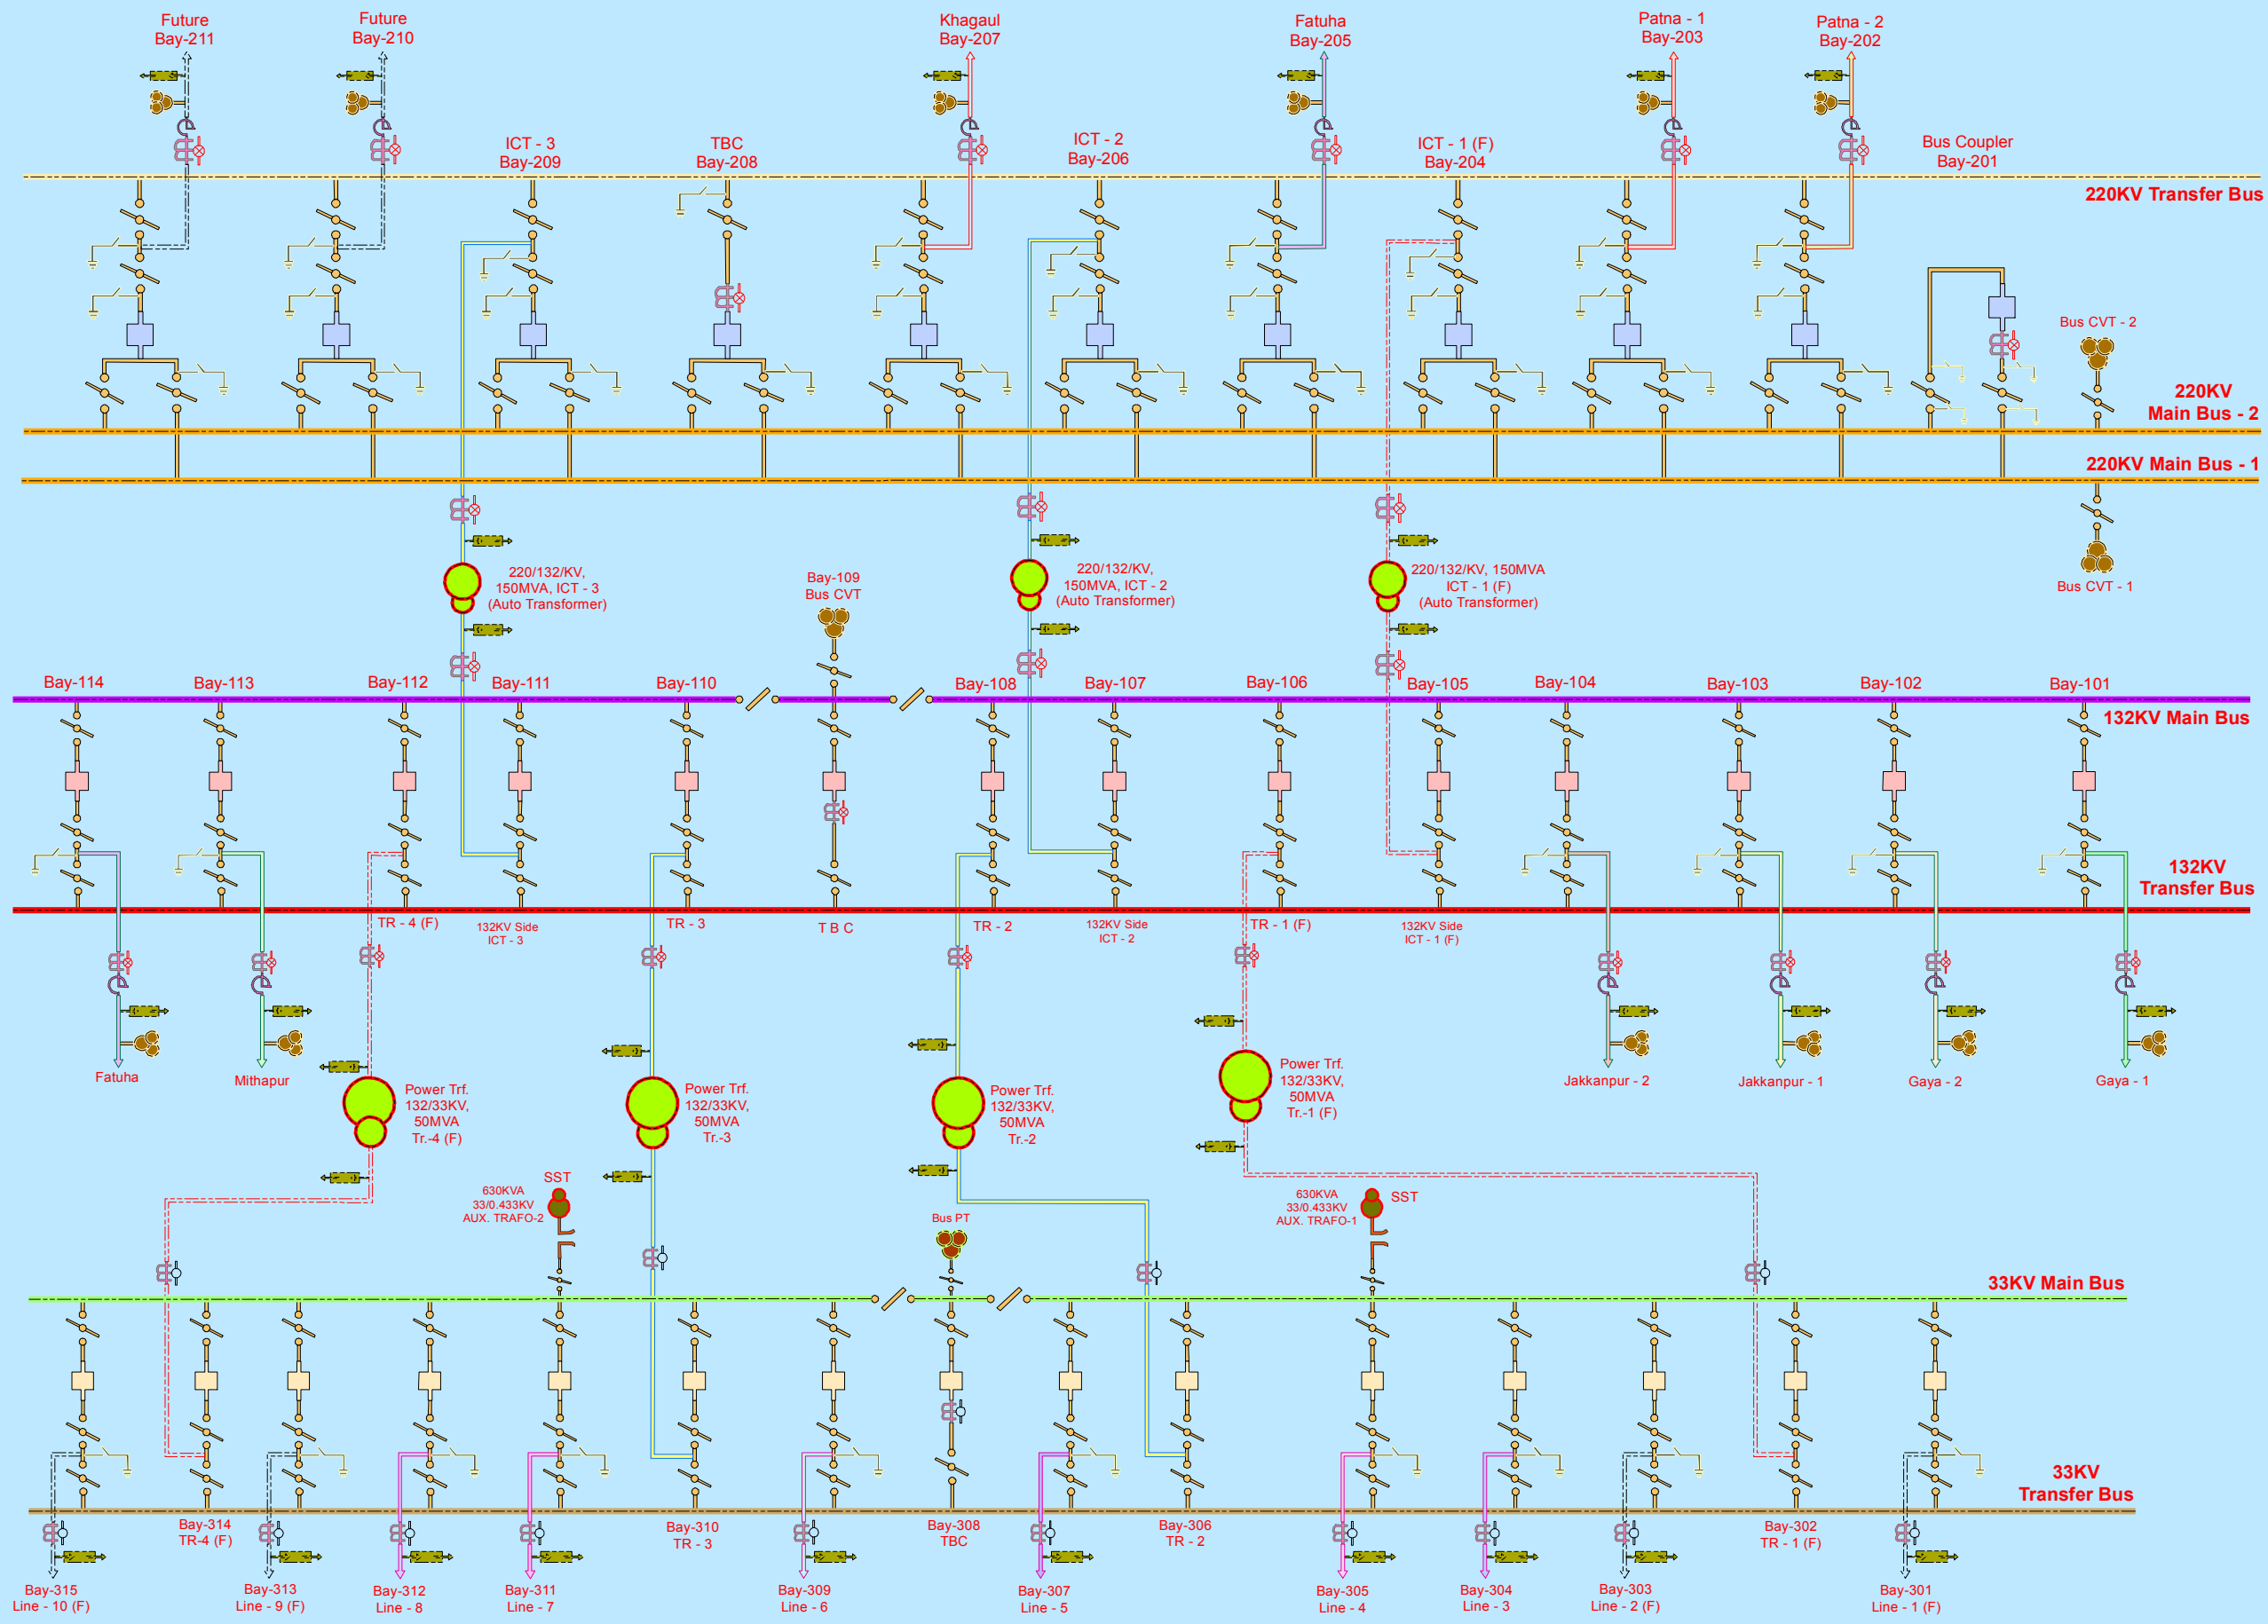 Future
Bay-211
Future
Bay-210
Khagaul
Bay-207
Fatuha
Bay-205
Patna - 1
Bay-203
Patna - 2
Bay-202
ICT - 3
Bay-209
TBC
Bay-208
ICT - 2
Bay-206
ICT - 1 (F)
Bay-204
Bus Coupler
Bay-201
220KV Transfer Bus
Bus CVT - 2
220KV
Main Bus - 2
220KV Main Bus - 1
220/132/KV,
150MVA, ICT - 3
(Auto Transformer)
Bay-109
Bus CVT
220/132/KV,
150MVA, ICT - 2
(Auto Transformer)
220/132/KV, 150MVA
ICT - 1 (F)
(Auto Transformer)
Bus CVT - 1
Bay-114
Bay-113
Bay-112
Bay-111
Bay-110
Bay-108
Bay-107
Bay-106
Bay-105
Bay-104
Bay-103
Bay-102
Bay-101
132KV Main Bus
132KV
Transfer Bus
TR - 4 (F)
132KV Side
ICT - 3
TR - 3
T B C
TR - 2
132KV Side
ICT - 2
TR - 1 (F)
132KV Side
ICT - 1 (F)
Fatuha
Mithapur
Power Trf.
132/33KV,
50MVA
Tr.-4 (F)
Power Trf.
132/33KV,
50MVA
Tr.-3
Power Trf.
132/33KV,
50MVA
Tr.-2
Power Trf.
132/33KV,
50MVA
Tr.-1 (F)
Jakkanpur - 2
Jakkanpur - 1
Gaya - 2
Gaya - 1
SST
630KVA
33/0.433KV
AUX. TRAFO-2
Bus PT
630KVA
33/0.433KV
AUX. TRAFO-1
SST
33KV Main Bus
33KV
Transfer Bus
Bay-315
Line - 10 (F)
Bay-314
TR-4 (F)
Bay-313
Line - 9 (F)
Bay-312
Line - 8
Bay-311
Line - 7
Bay-310
TR - 3
Bay-309
Line - 6
Bay-308
TBC
Bay-307
Line - 5
Bay-306
TR - 2
Bay-305
Line - 4
Bay-304
Line - 3
Bay-303
Line - 2 (F)
Bay-302
TR - 1 (F)
Bay-301
Line - 1 (F)